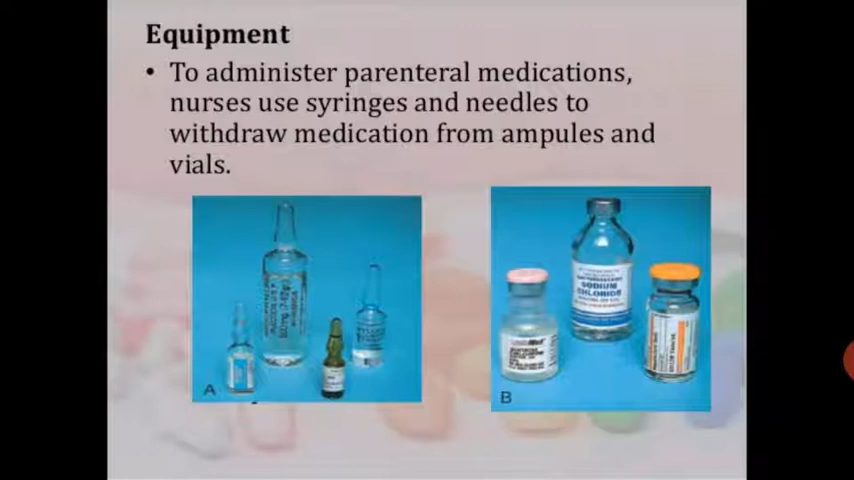 Equipment
• To administer parenteral medications,
nurses use syringes and needles to
withdraw medication from ampules and
vials.
A
SODIUM
CHLORIDE
B